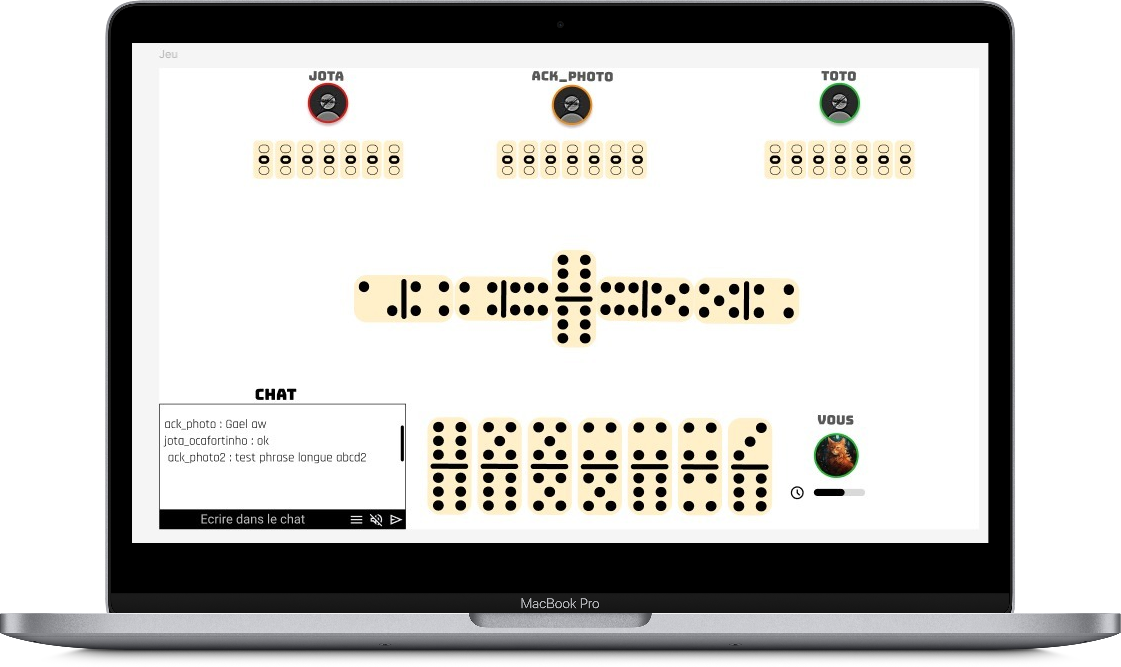 Jeu
JOTA
ACK_PHOTO
TOTO
CHAT
ack_photo : Gael aw
jota_ocafortinho : ok
ack_photo2 : test phrase longue abcd2
Ecrire dans le chat
VOUS
MacBook Pro